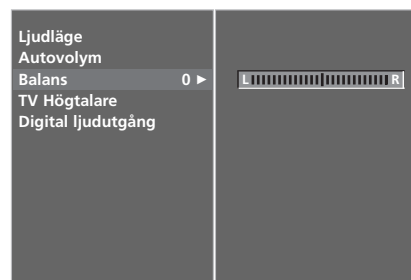 Ljudläge
Autovolym
Balans 0 ►
L R
TV Högtalare
Digital ljudutgång